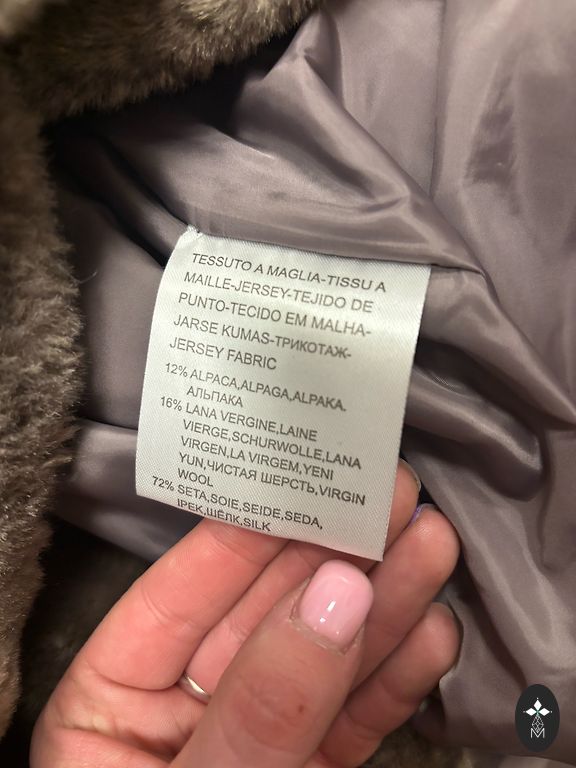 TESSUTO A MAGLIA-TISSU A
MAILLE-JERSEY-TEJIDO DE
PUNTO-TECIDO EM MALHA-
JARSE KUMAS-ТРИКОТАЖ-
JERSEY FABRIC
12% ALPACA,ALPAGA,ALPAKA,
АЛЬПАКА
16% LANA VERGINE,LAINE
VIERGE,SCHURWOLLE,LANA
VIRGEN,LA VIRGEM,YENI
YUN,ЧИСТАЯ ШЕРСТЬ,VIRGIN
WOOL
72% SETA,SOIE,SEIDE,SEDA,
IPEK,ШЁЛК,SILK
M